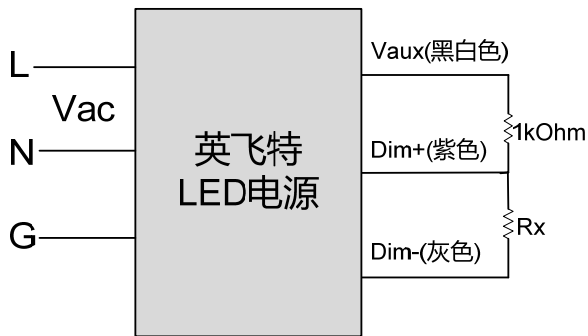 L
Vac
N
G
英飞特
LED电源
Vaux(黑白色)
1kOhm
Dim+(紫色)
Rx
Dim-(灰色)